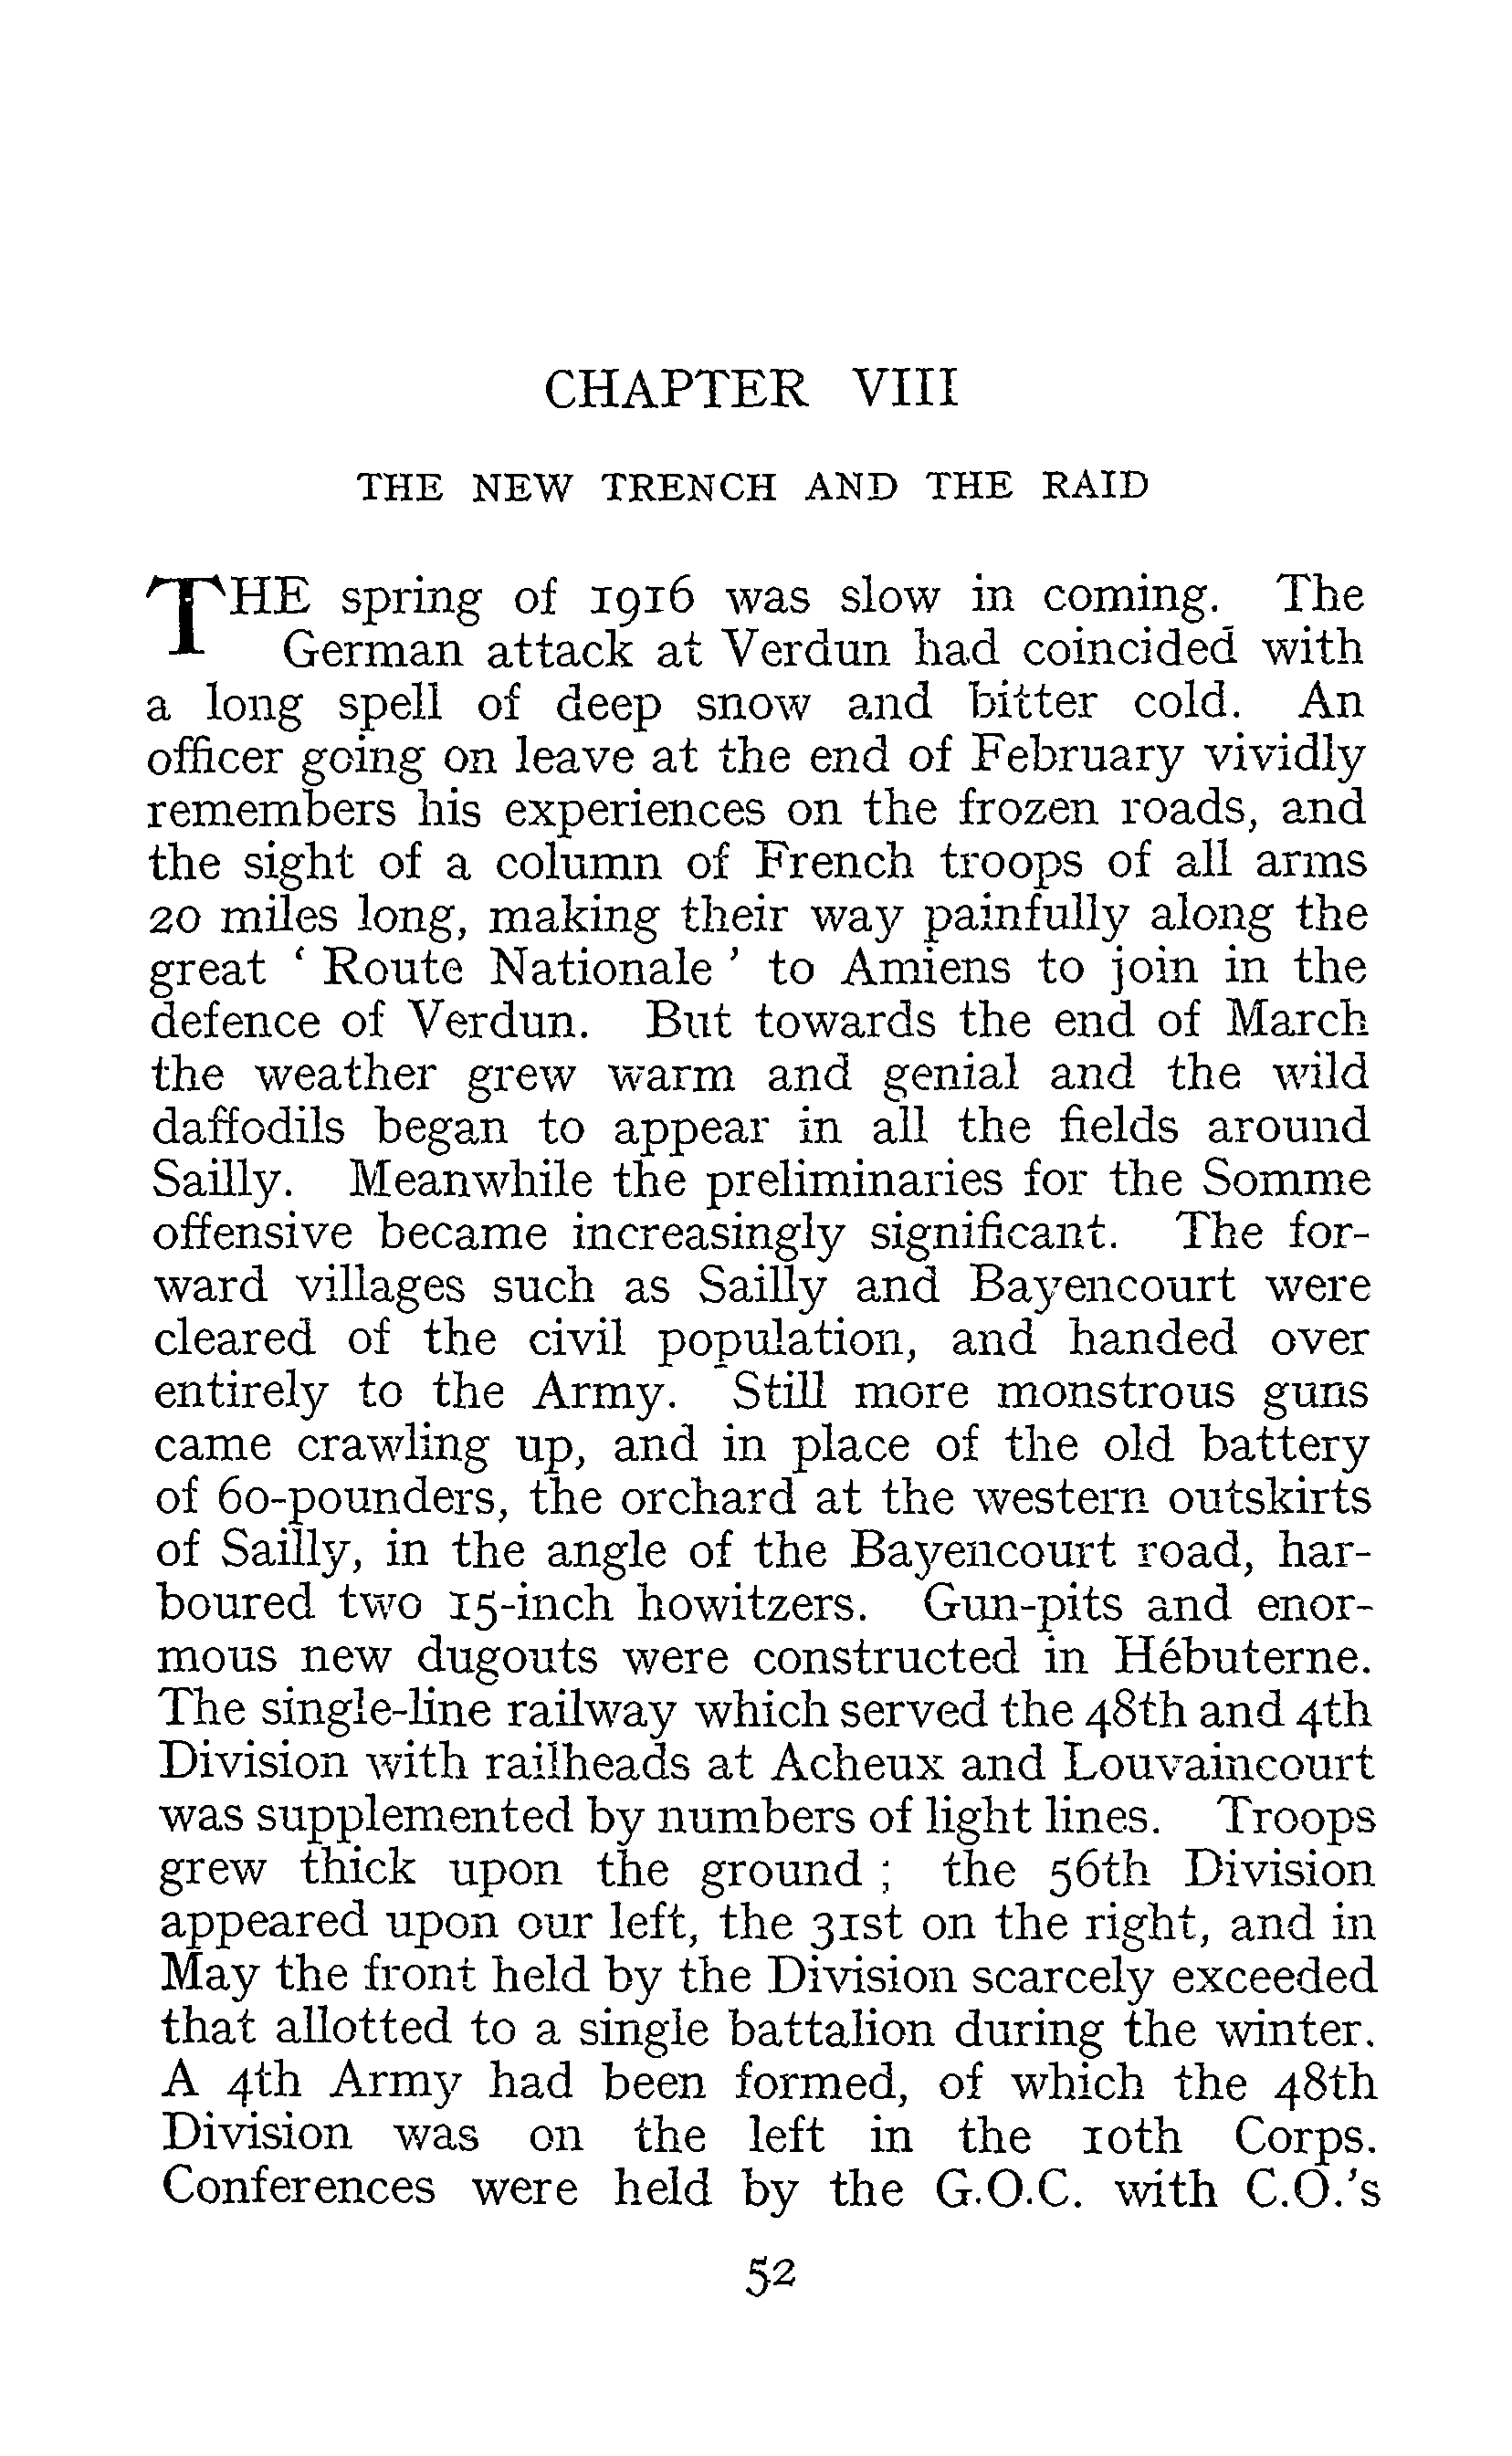 CHAPTER VIII
THE NEW TRENCH AND THE RAID
THE spring of 1916 was slow in coming. The
German attack at Verdun had coincided with
a long spell of deep snow and bitter cold. An
officer going on leave at the end of February vividly
remembers his experiences on the frozen roads, and
the sight of a column of French troops of all arms
20 miles long, making their way painfully along the
great ‘ Route Nationale ’ to Amiens to join in the
defence of Verdun. But towards the end of March
the weather grew warm and genial and the wild
daffodils began to appear in all the fields around
Sailly. Meanwhile the preliminaries for the Somme
offensive became increasingly significant. The for-
ward villages such as Sailly and Bayencourt were
cleared of the civil population, and handed over
entirely to the Army. Still more monstrous guns
came crawling up, and in place of the old battery
of 60-pounders, the orchard at the western outskirts
of Sailly, in the angle of the Bayencourt road, har-
boured two 15-inch howitzers. Gun-pits and enor-
mous new dugouts were constructed in Hébuterne.
The single-line railway which served the 48th and 4th
Division with railheads at Acheux and Louvaincourt
was supplemented by numbers of light lines. Troops
grew thick upon the ground ; the 56th Division
appeared upon our left, the 31st on the right, and in
May the front held by the Division scarcely exceeded
that allotted to a single battalion during the winter.
A 4th Army had been formed, of which the 48th
Division was on the left in the 10th Corps.
Conferences were held by the G.O.C. with C.O.'s
52